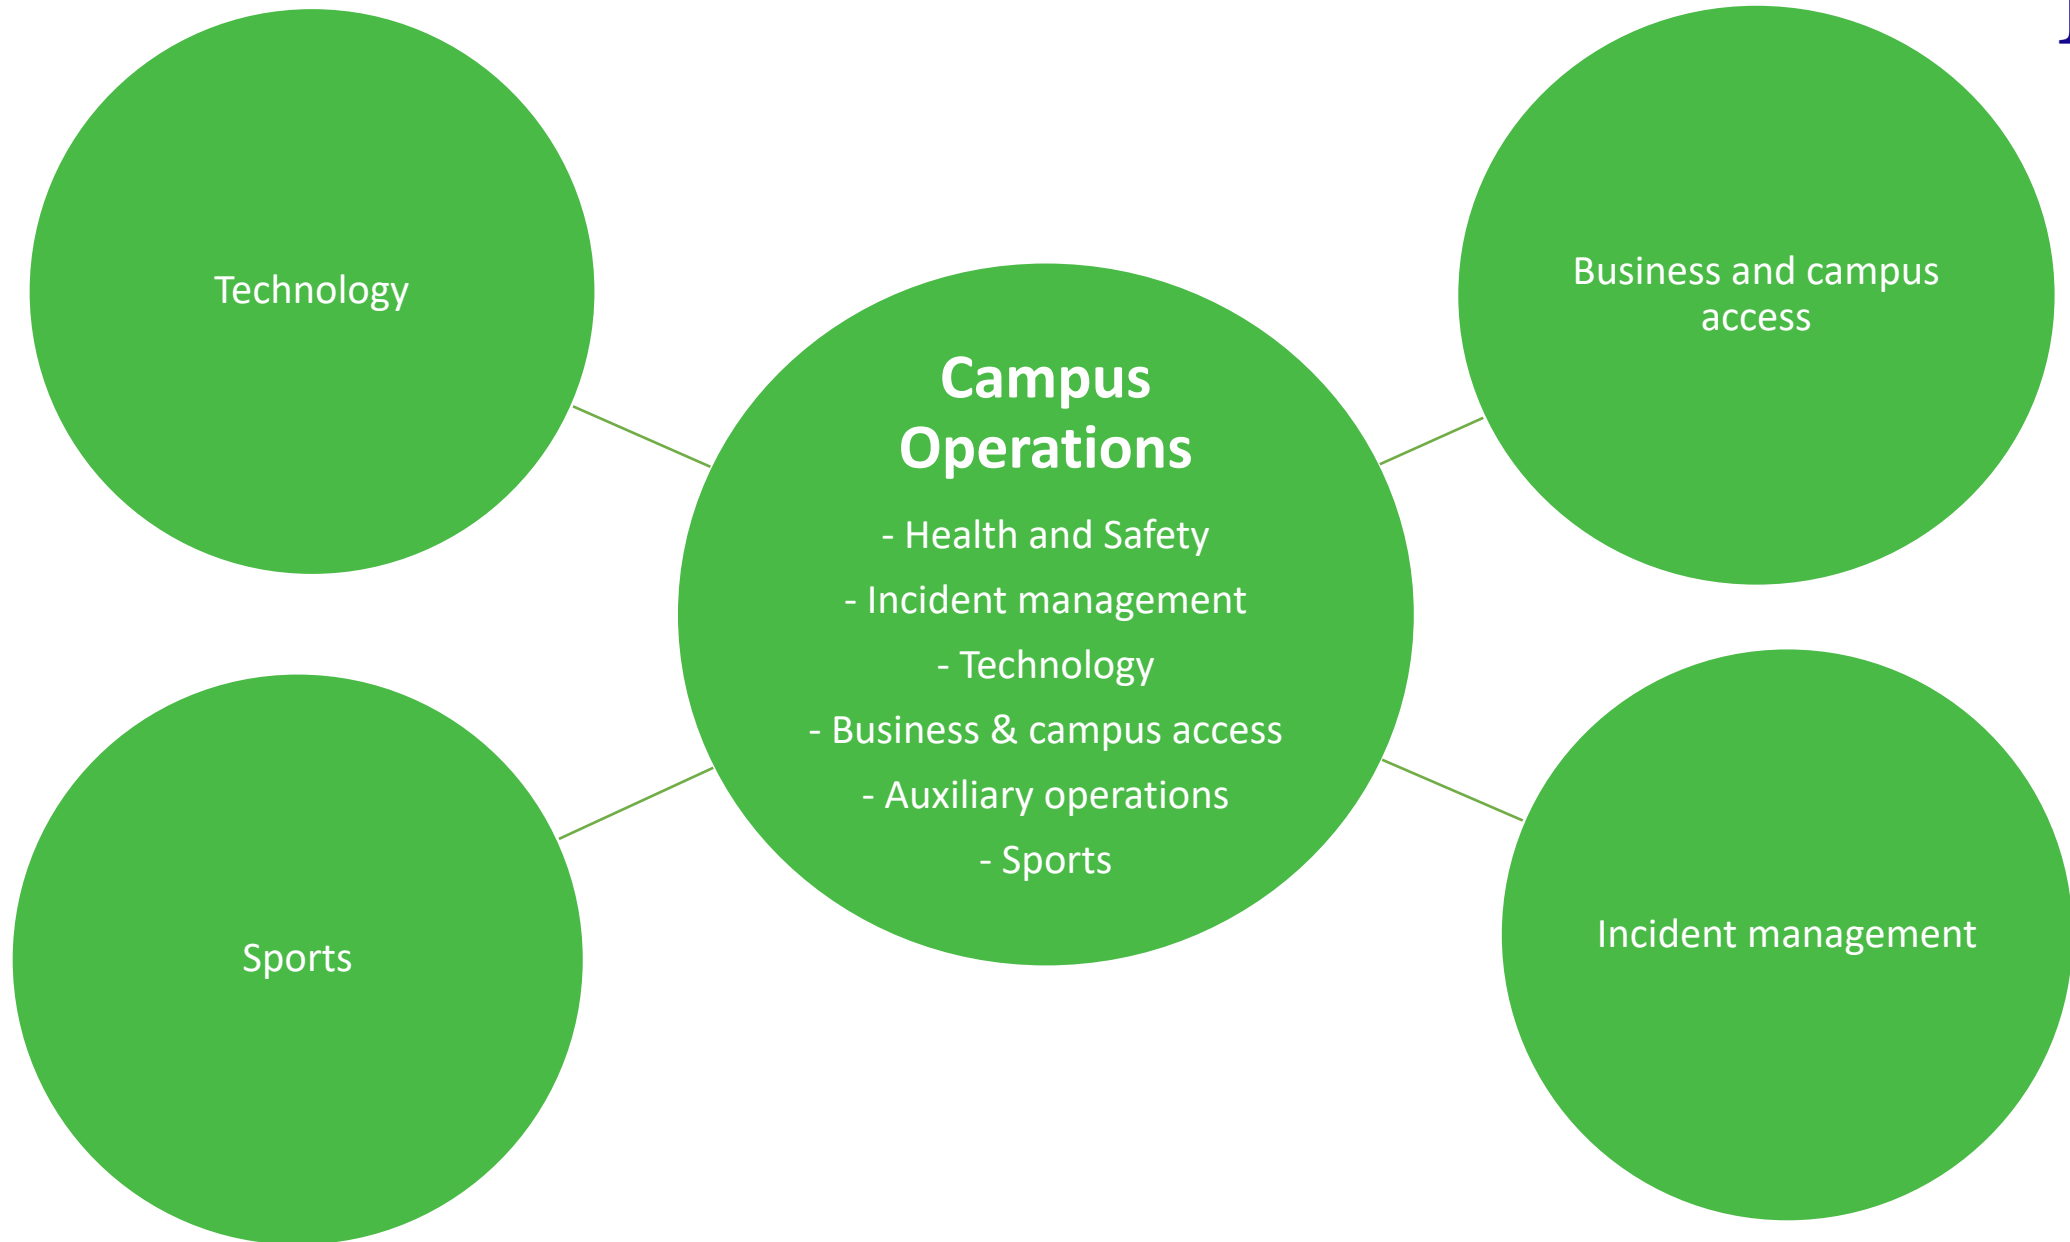 Technology
Business and campus
access
Campus
Operations
- Health and Safety
- Incident management
- Technology
- Business & campus access
- Auxiliary operations
- Sports
Sports
Incident management